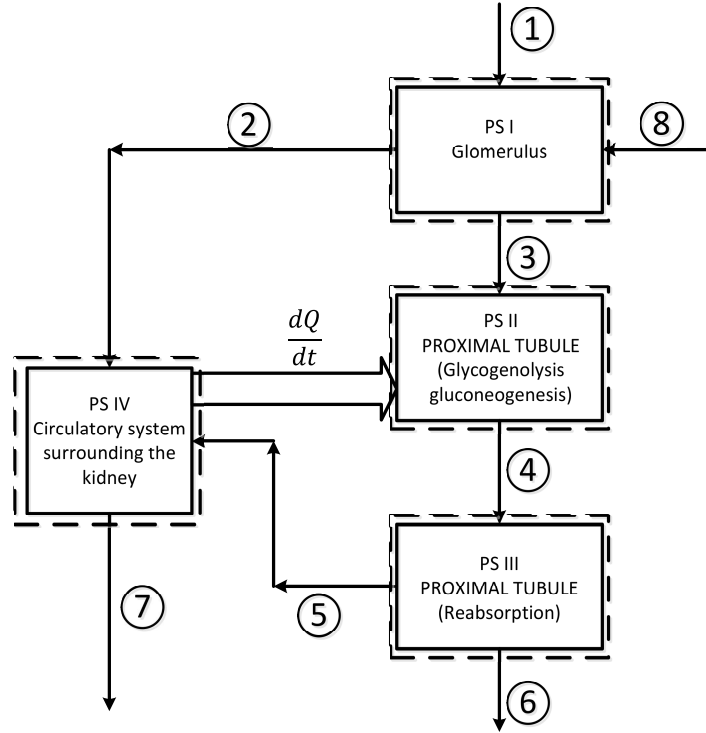 1
2
8
PS I
Glomerulus
3
dQ
dt
PS II
PROXIMAL TUBULE
(Glycogenolysis
gluconeogenesis)
PS IV
Circulatory system
surrounding the
kidney
4
PS III
PROXIMAL TUBULE
(Reabsorption)
5
7
6